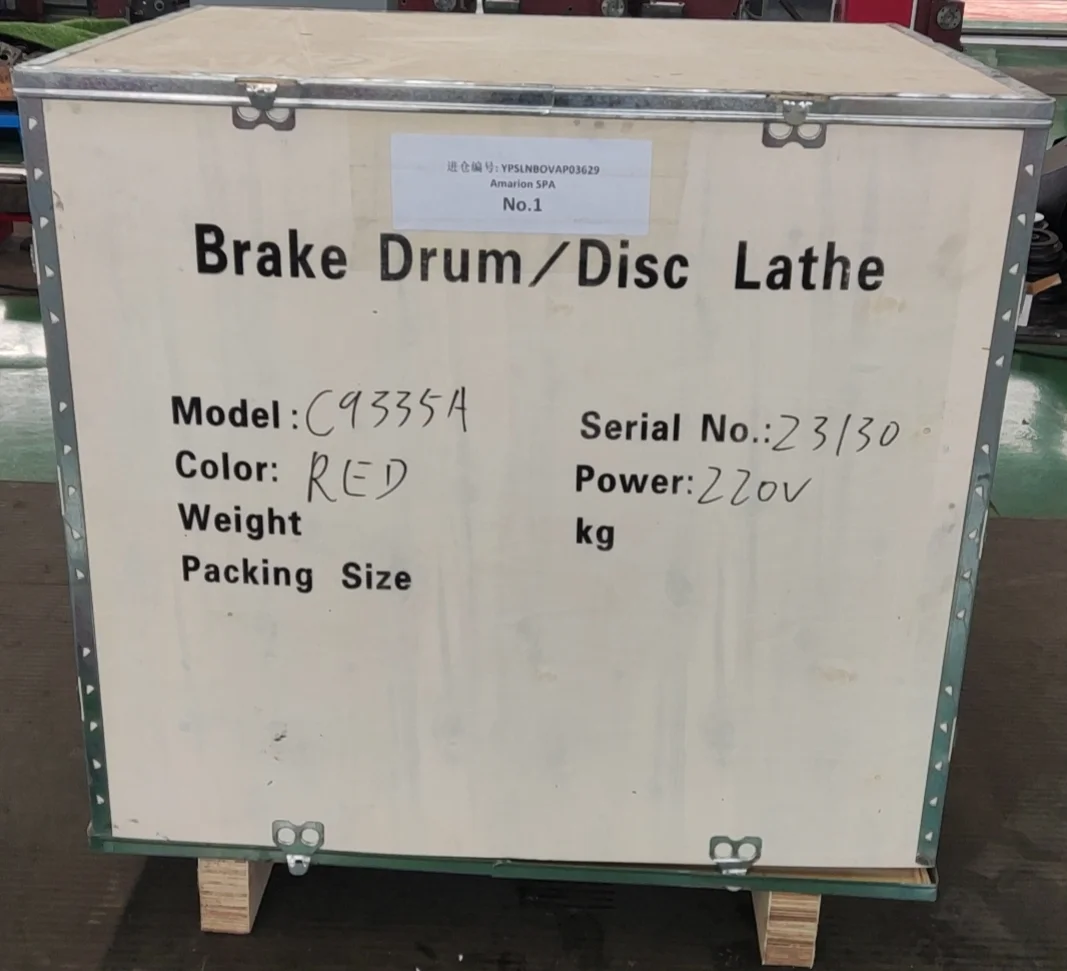 进仓编号: YPSLNBOVAP03629
Amarion SPA
No.1
Brake Drum/Disc Lathe
Model: C9335A Serial No.: 23130
Color: RED Power: 220V
Weight kg
Packing Size